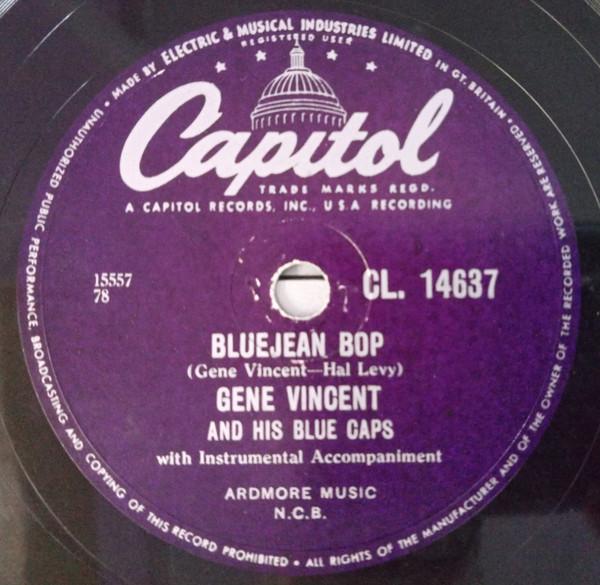 MADE BY ELECTRIC & MUSICAL INDUSTRIES LIMITED IN GT. BRITAIN •
REGISTERED USER
Capitol
TRADE MARKS REGD.
A CAPITOL RECORDS, INC., U.S.A RECORDING
15557
78
CL. 14637
BLUEJEAN BOP
(Gene Vincent—Hal Levy)
GENE VINCENT
AND HIS BLUE CAPS
with Instrumental Accompaniment
ARDMORE MUSIC
N.C.B.
UNAUTHORIZED PUBLIC PERFORMANCE, BROADCASTING AND COPYING OF THIS RECORD PROHIBITED • ALL RIGHTS OF THE MANUFACTURER AND OF THE OWNER OF THE RECORDED WORK ARE RESERVED •